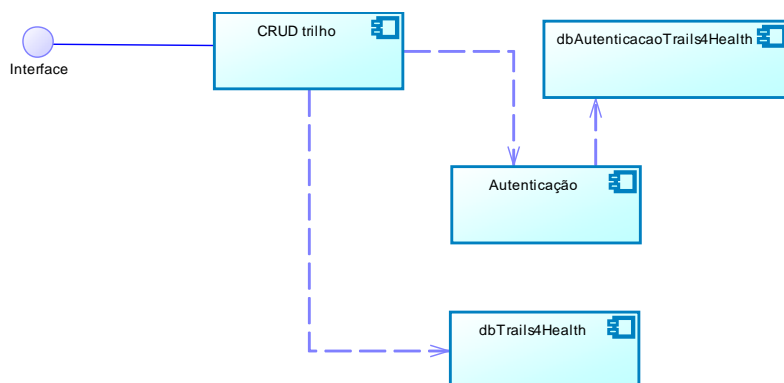 CRUD trilho
dbAutenticacaoTrails4Health
Interface
Autenticação
dbTrails4Health